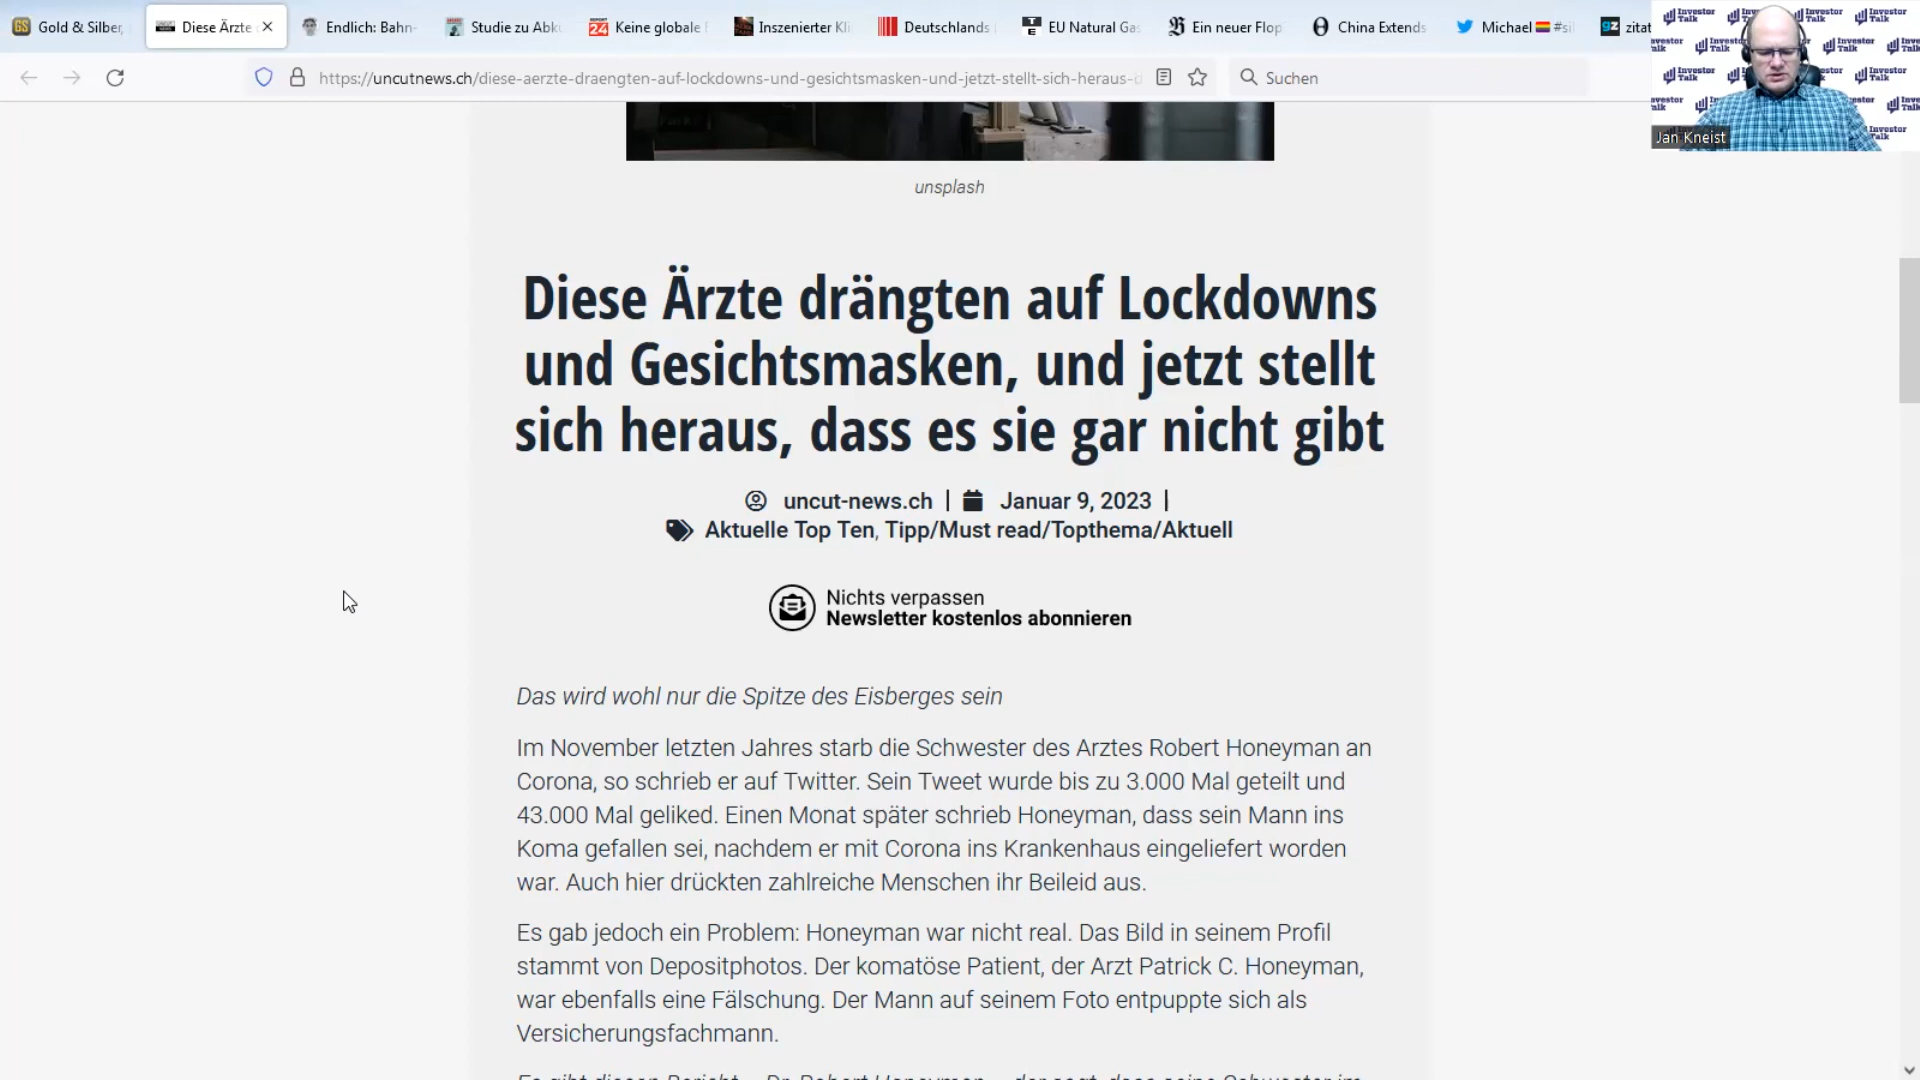 Gold & Silber,
Diese Ärzte
Endlich: Bahn-
Studie zu Abk
Keine globale
Inszenierter Kli
Deutschlands
EU Natural Ga
Ein neuer Flop
China Extends
Michael #sil
zitat
https://uncutnews.ch/diese-aerzte-draengten-auf-lockdowns-und-gesichtsmasken-und-jetzt-stellt-sich-heraus-d
Suchen
Investor Talk
Jan Kneist
unsplash
Diese Ärzte drängten auf Lockdowns
und Gesichtsmasken, und jetzt stellt
sich heraus, dass es sie gar nicht gibt
uncut-news.ch | Januar 9, 2023 |
Aktuelle Top Ten, Tipp/Must read/Topthema/Aktuell
Nichts verpassen
Newsletter kostenlos abonnieren
Das wird wohl nur die Spitze des Eisberges sein
Im November letzten Jahres starb die Schwester des Arztes Robert Honeyman an
Corona, so schrieb er auf Twitter. Sein Tweet wurde bis zu 3.000 Mal geteilt und
43.000 Mal geliked. Einen Monat später schrieb Honeyman, dass sein Mann ins
Koma gefallen sei, nachdem er mit Corona ins Krankenhaus eingeliefert worden
war. Auch hier drückten zahlreiche Menschen ihr Beileid aus.
Es gab jedoch ein Problem: Honeyman war nicht real. Das Bild in seinem Profil
stammt von Depositphotos. Der komatöse Patient, der Arzt Patrick C. Honeyman,
war ebenfalls eine Fälschung. Der Mann auf seinem Foto entpuppte sich als
Versicherungsfachmann.